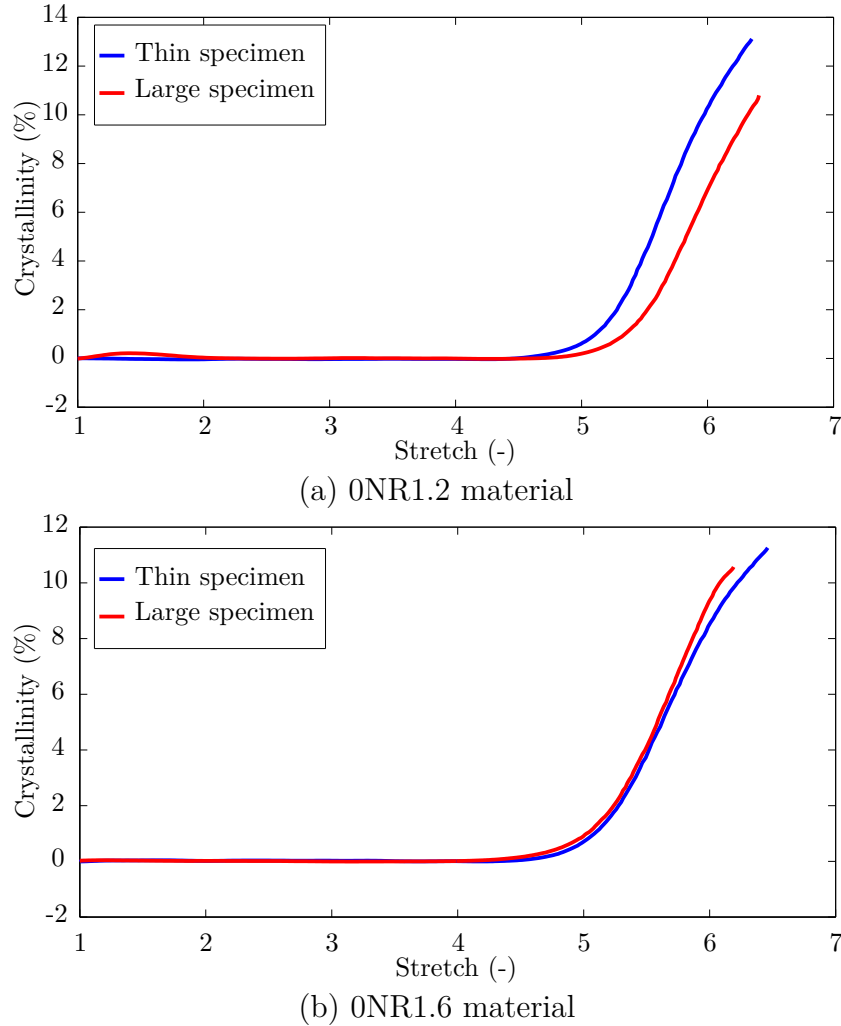 14
12
10
8
6
4
2
0
-2
Crystallinity (%)
Thin specimen
Large specimen
1 2 3 4 5 6 7
Stretch (-)
(a) 0NR1.2 material
12
10
8
6
4
2
0
-2
Crystallinity (%)
Thin specimen
Large specimen
1 2 3 4 5 6 7
Stretch (-)
(b) 0NR1.6 material